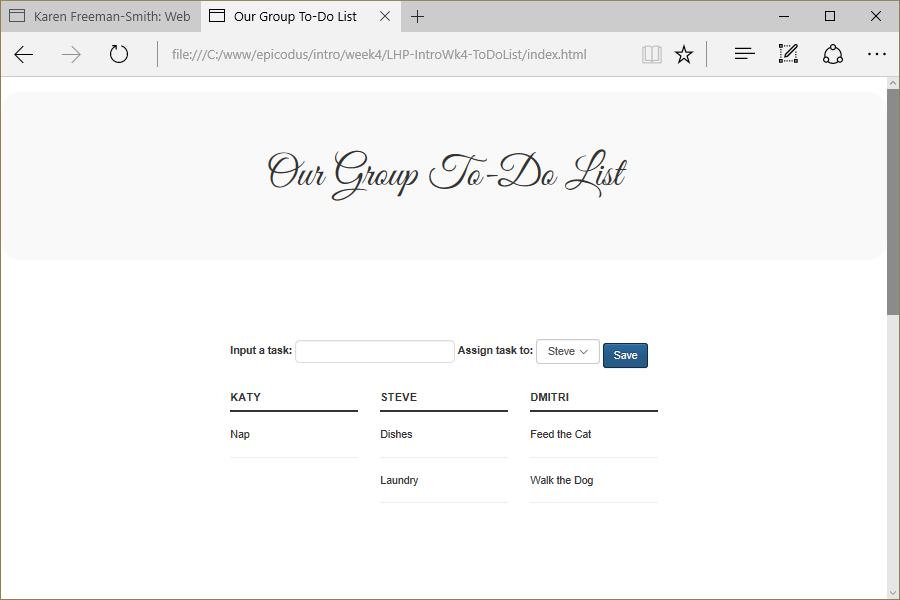 Karen Freeman-Smith: Web
Our Group To-Do List
file:///C:/www/epicodus/intro/week4/LHP-IntroWk4-ToDoList/index.html
Our Group To-Do List
Input a task: Assign task to: Steve Save
KATY STEVE DMITRI
Nap Dishes Feed the Cat
Laundry Walk the Dog